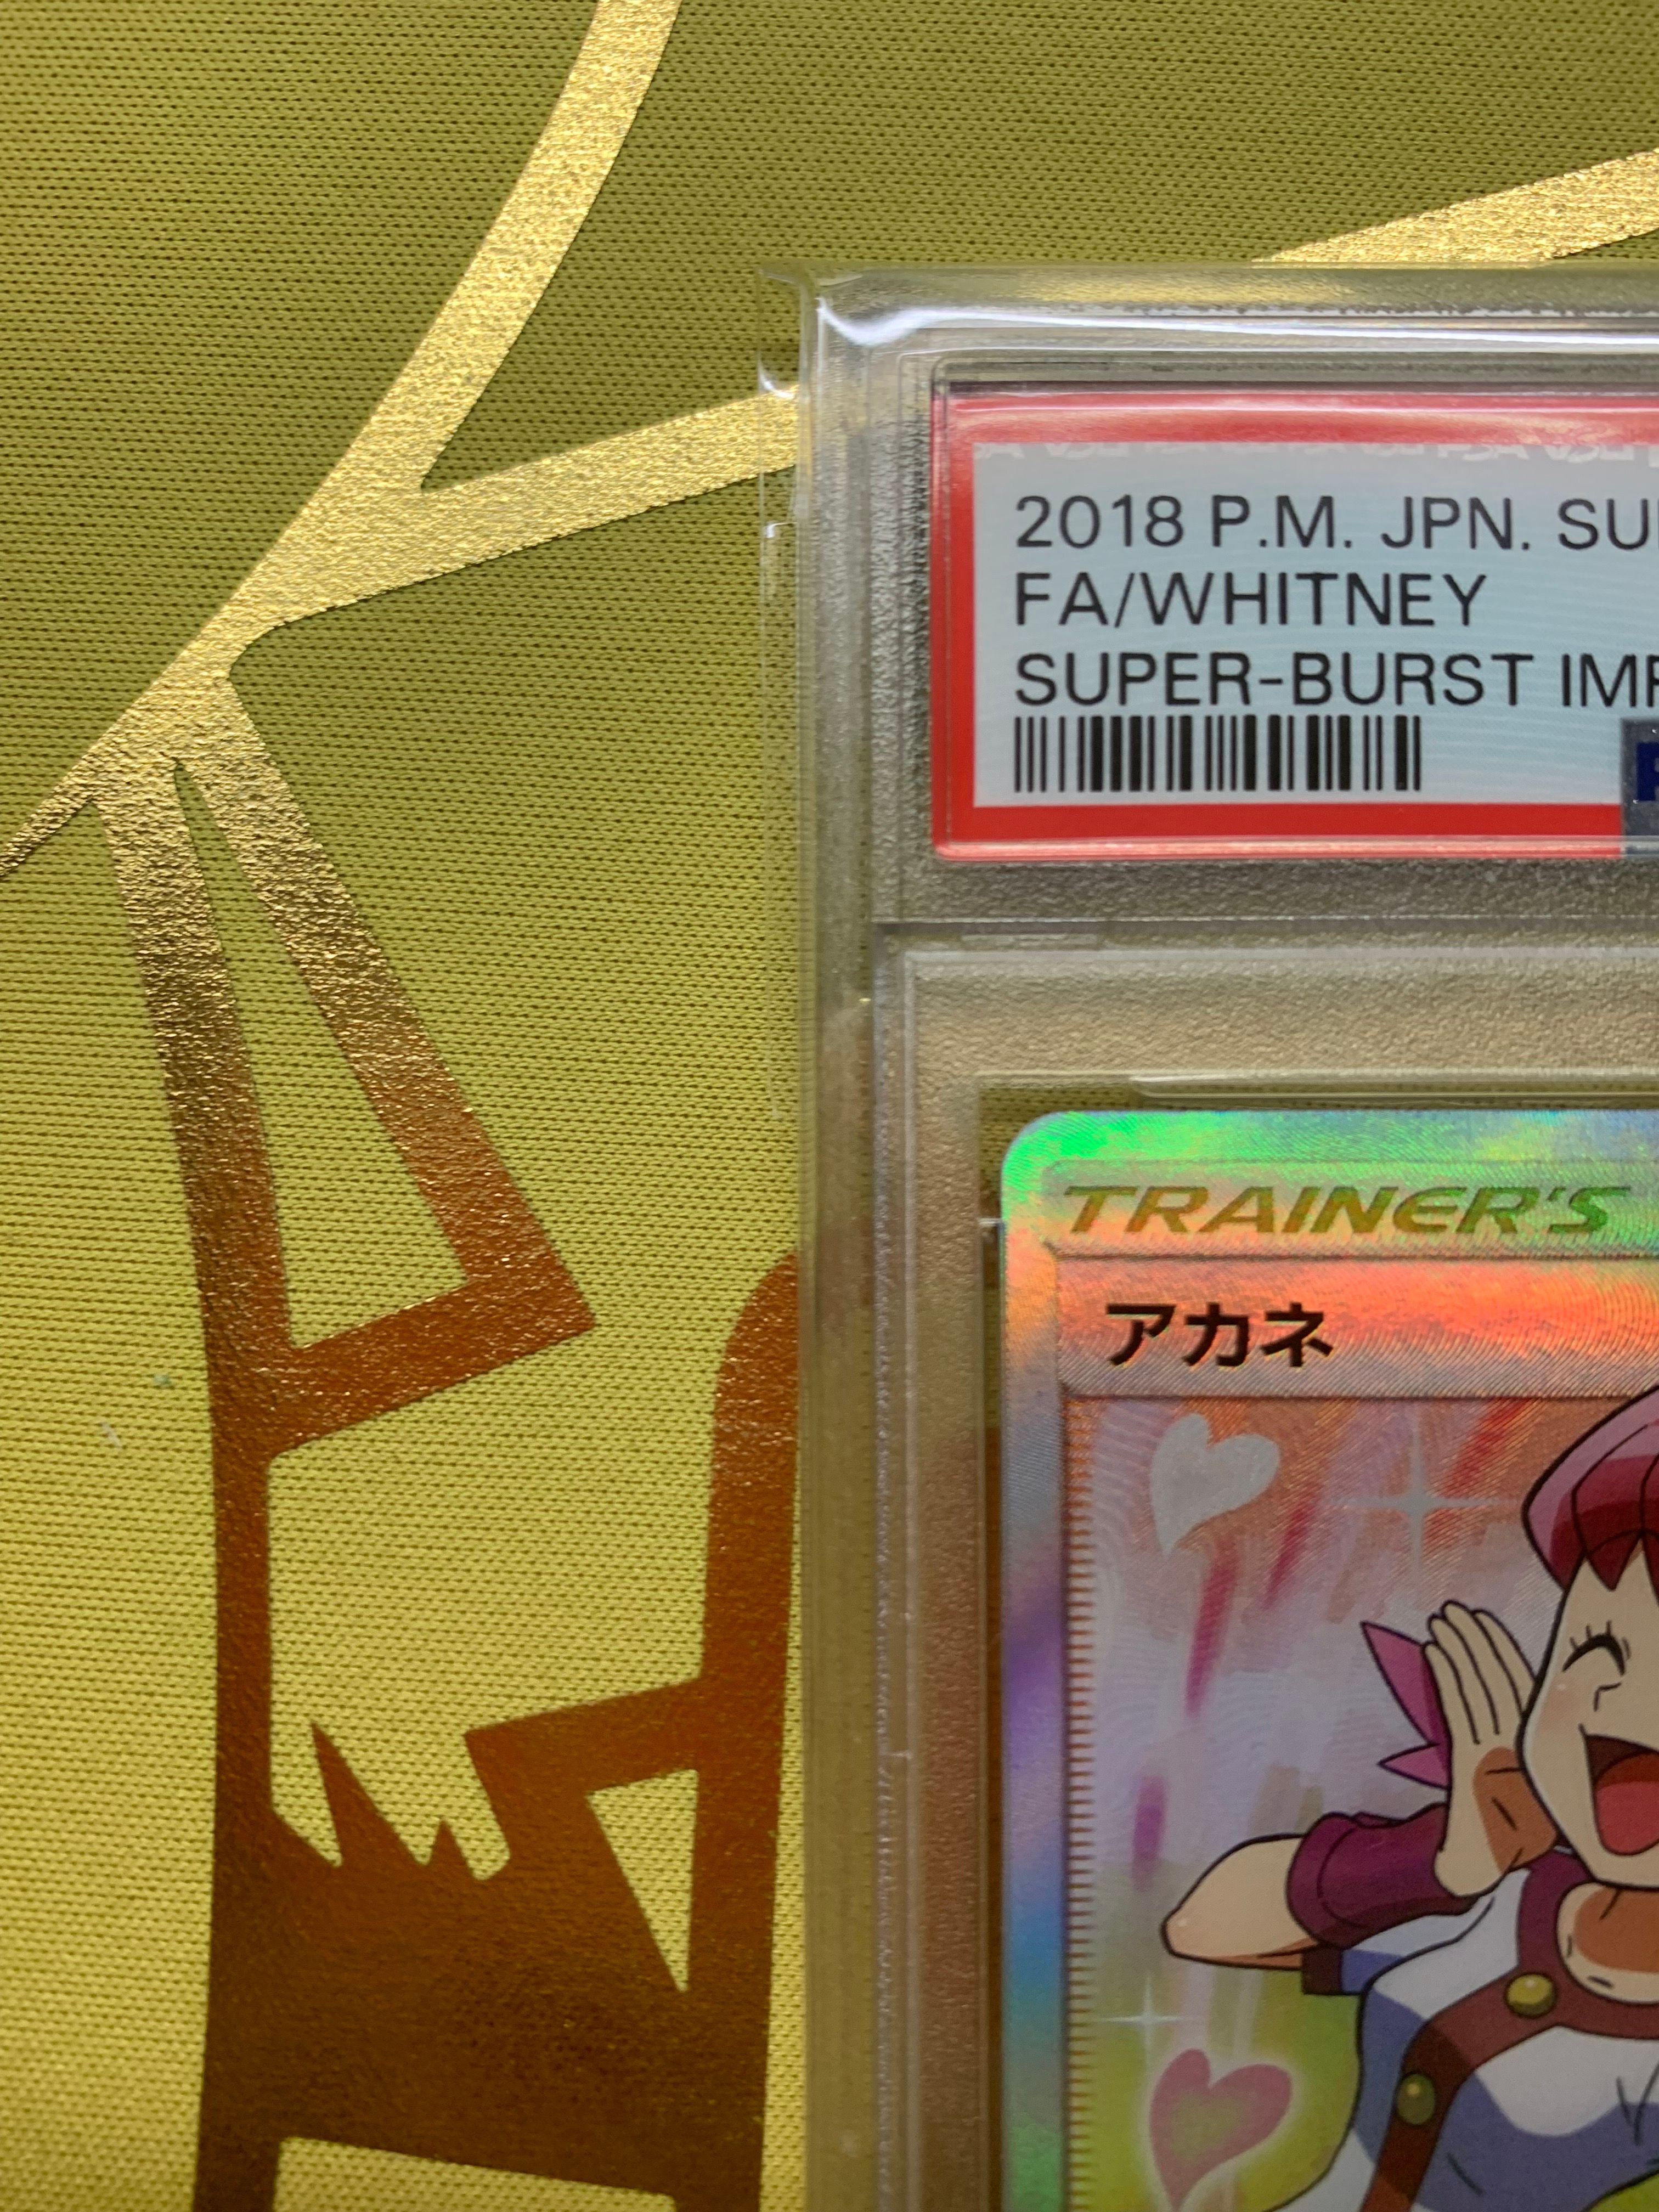 2018 P.M. JPN. SU
FA/WHITNEY
SUPER-BURST IMP
TRAINER'S
アカネ